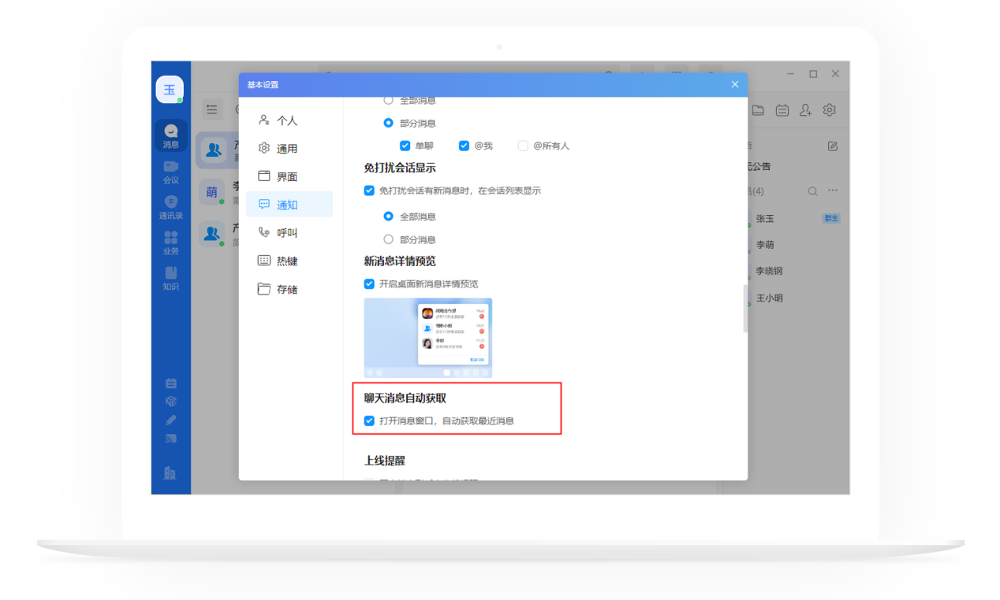 玉
基本设置
消息
会议
通讯录
业务
知识
萌
个人
通用
界面
通知
呼叫
热键
存储
全部消息
部分消息
单聊 @我 @所有人
免打扰会话显示
免打扰会话有新消息时，在会话列表显示
全部消息
部分消息
新消息详情预览
开启桌面新消息详情预览
聊天消息自动获取
打开消息窗口，自动获取最近消息
上线提醒
公告
(4)
张玉 群主
李萌
李晓钢
王小明